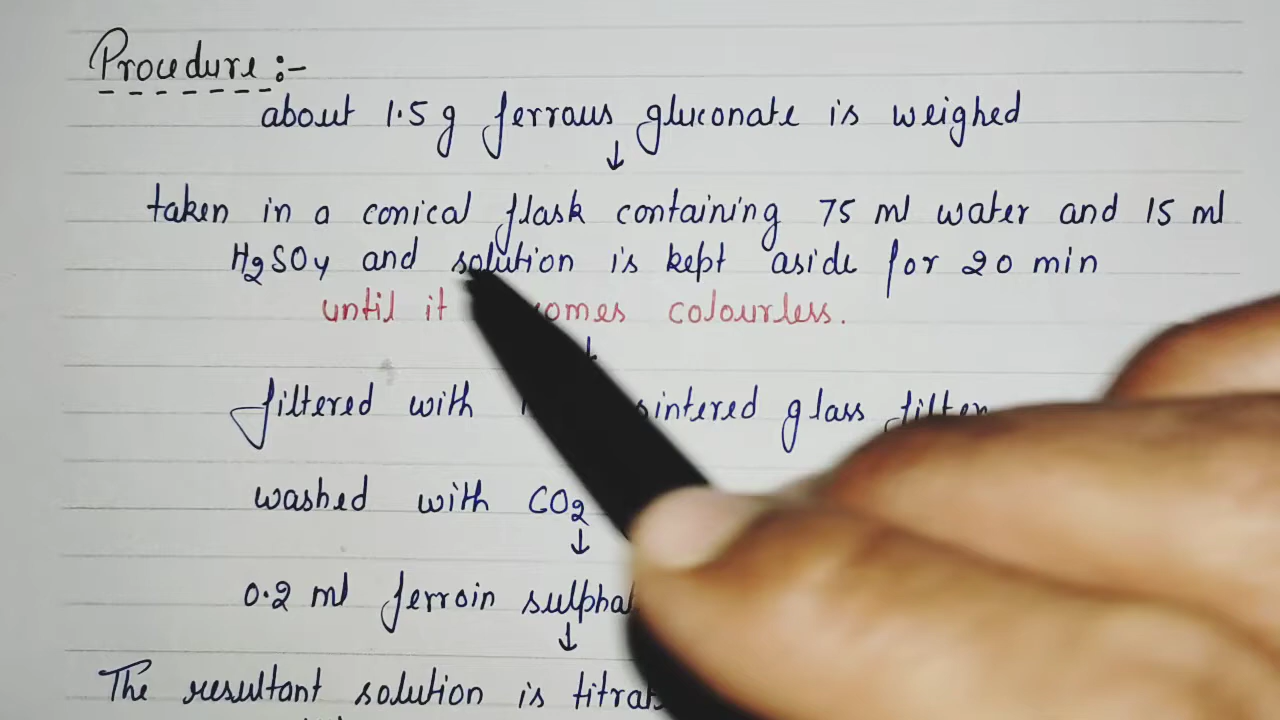 Procedure :-
about 1.5 g ferrous gluconate is weighed
↓
taken in a conical flask containing 75 ml water and 15 ml
H2SO4 and solution is kept aside for 20 min
until it comes colourless.
filtered with sintered glass filter
washed with CO2
↓
0.2 ml ferroin
↓
The resultant solution is